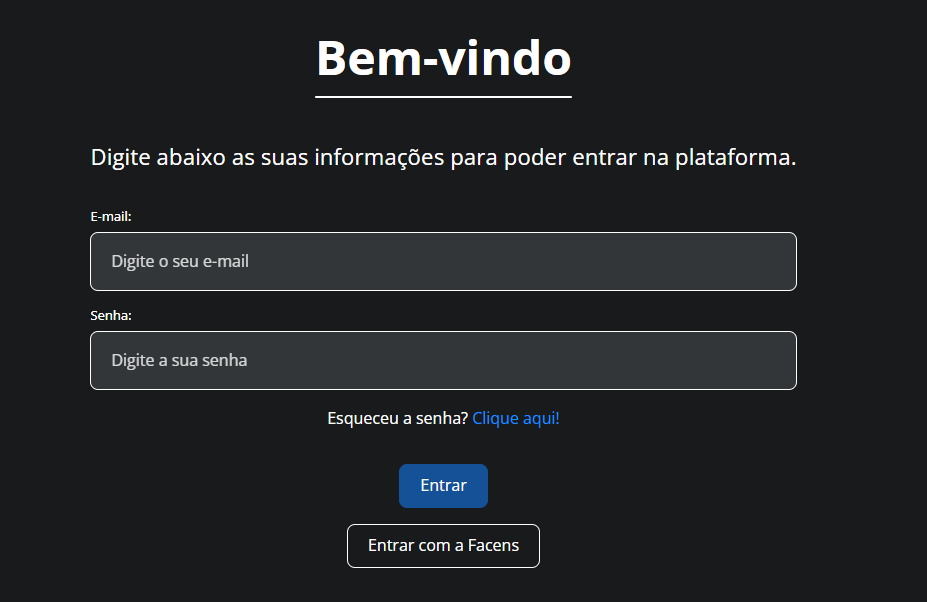 Bem-vindo
Digite abaixo as suas informações para poder entrar na plataforma.
E-mail:
Digite o seu e-mail
Senha:
Digite a sua senha
Esqueceu a senha? Clique aqui!
Entrar
Entrar com a Facens